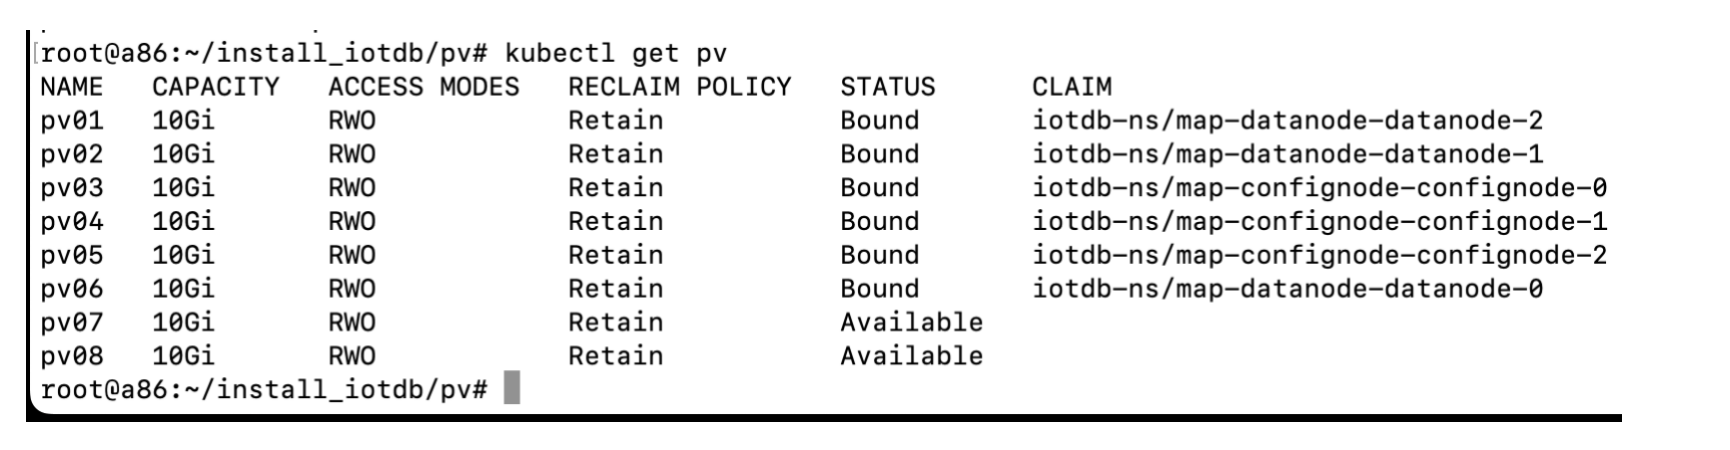 root@a86:~/install_iotdb/pv# kubectl get pv
NAME CAPACITY ACCESS MODES RECLAIM POLICY STATUS CLAIM
pv01 10Gi RWO Retain Bound iotdb-ns/map-datanode-datanode-2
pv02 10Gi RWO Retain Bound iotdb-ns/map-datanode-datanode-1
pv03 10Gi RWO Retain Bound iotdb-ns/map-confignode-confignode-0
pv04 10Gi RWO Retain Bound iotdb-ns/map-confignode-confignode-1
pv05 10Gi RWO Retain Bound iotdb-ns/map-confignode-confignode-2
pv06 10Gi RWO Retain Bound iotdb-ns/map-datanode-datanode-0
pv07 10Gi RWO Retain Available
pv08 10Gi RWO Retain Available
root@a86:~/install_iotdb/pv#